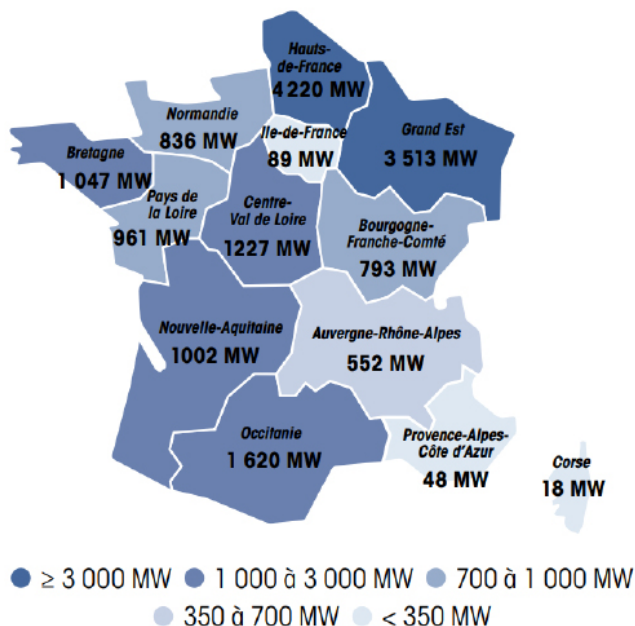 Hauts-
de-France
4 220 MW
Normandie
836 MW
Ile-de-France
89 MW
Grand Est
3 513 MW
Bretagne
1 047 MW
Pays de
la Loire
961 MW
Centre-
Val de Loire
1227 MW
Bourgogne-
Franche-Comté
793 MW
Nouvelle-Aquitaine
1002 MW
Auvergne-Rhône-Alpes
552 MW
Occitanie
1 620 MW
Provence-Alpes-
Côte d'Azur
48 MW
Corse
18 MW
≥ 3 000 MW 1 000 à 3 000 MW 700 à 1 000 MW
350 à 700 MW < 350 MW